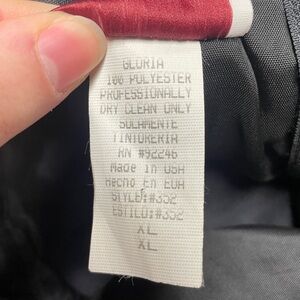 GLORIA
100 POLYESTER
PROFESSIONALLY
DRY CLEAN ONLY
SOLAMENTE
TINTORERIA
RN #92246
Made In USA
Hecho En EUA
STYLE:#352
ESTILO:#352
XL
XL